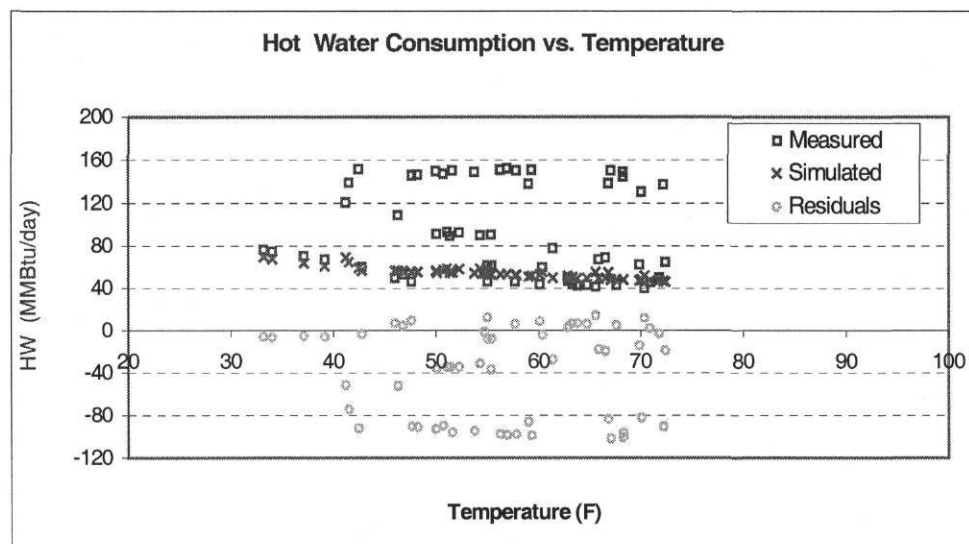 Hot Water Consumption vs. Temperature
200
160
120
80
40
0
-40
-80
-120
20 30 40 50 60 70 80 90 100
HW (MMBtu/day)
Measured
Simulated
Residuals
Temperature (F)